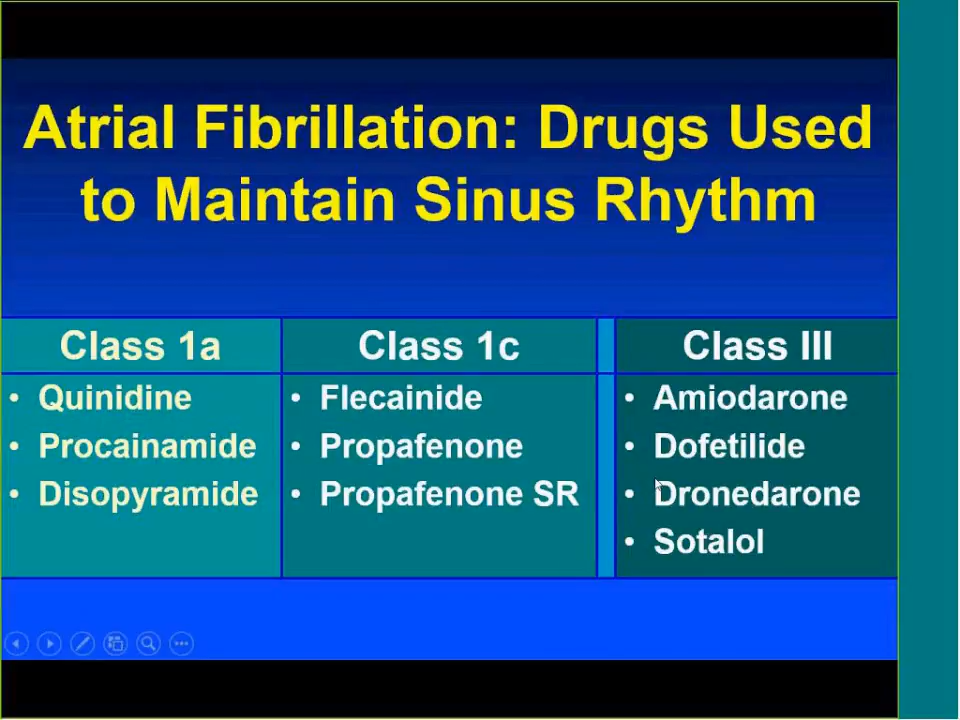 Atrial Fibrillation: Drugs Used
to Maintain Sinus Rhythm
Class 1a
• Quinidine
• Procainamide
• Disopyramide
Class 1c
• Flecainide
• Propafenone
• Propafenone SR
Class III
• Amiodarone
• Dofetilide
• Dronedarone
• Sotalol